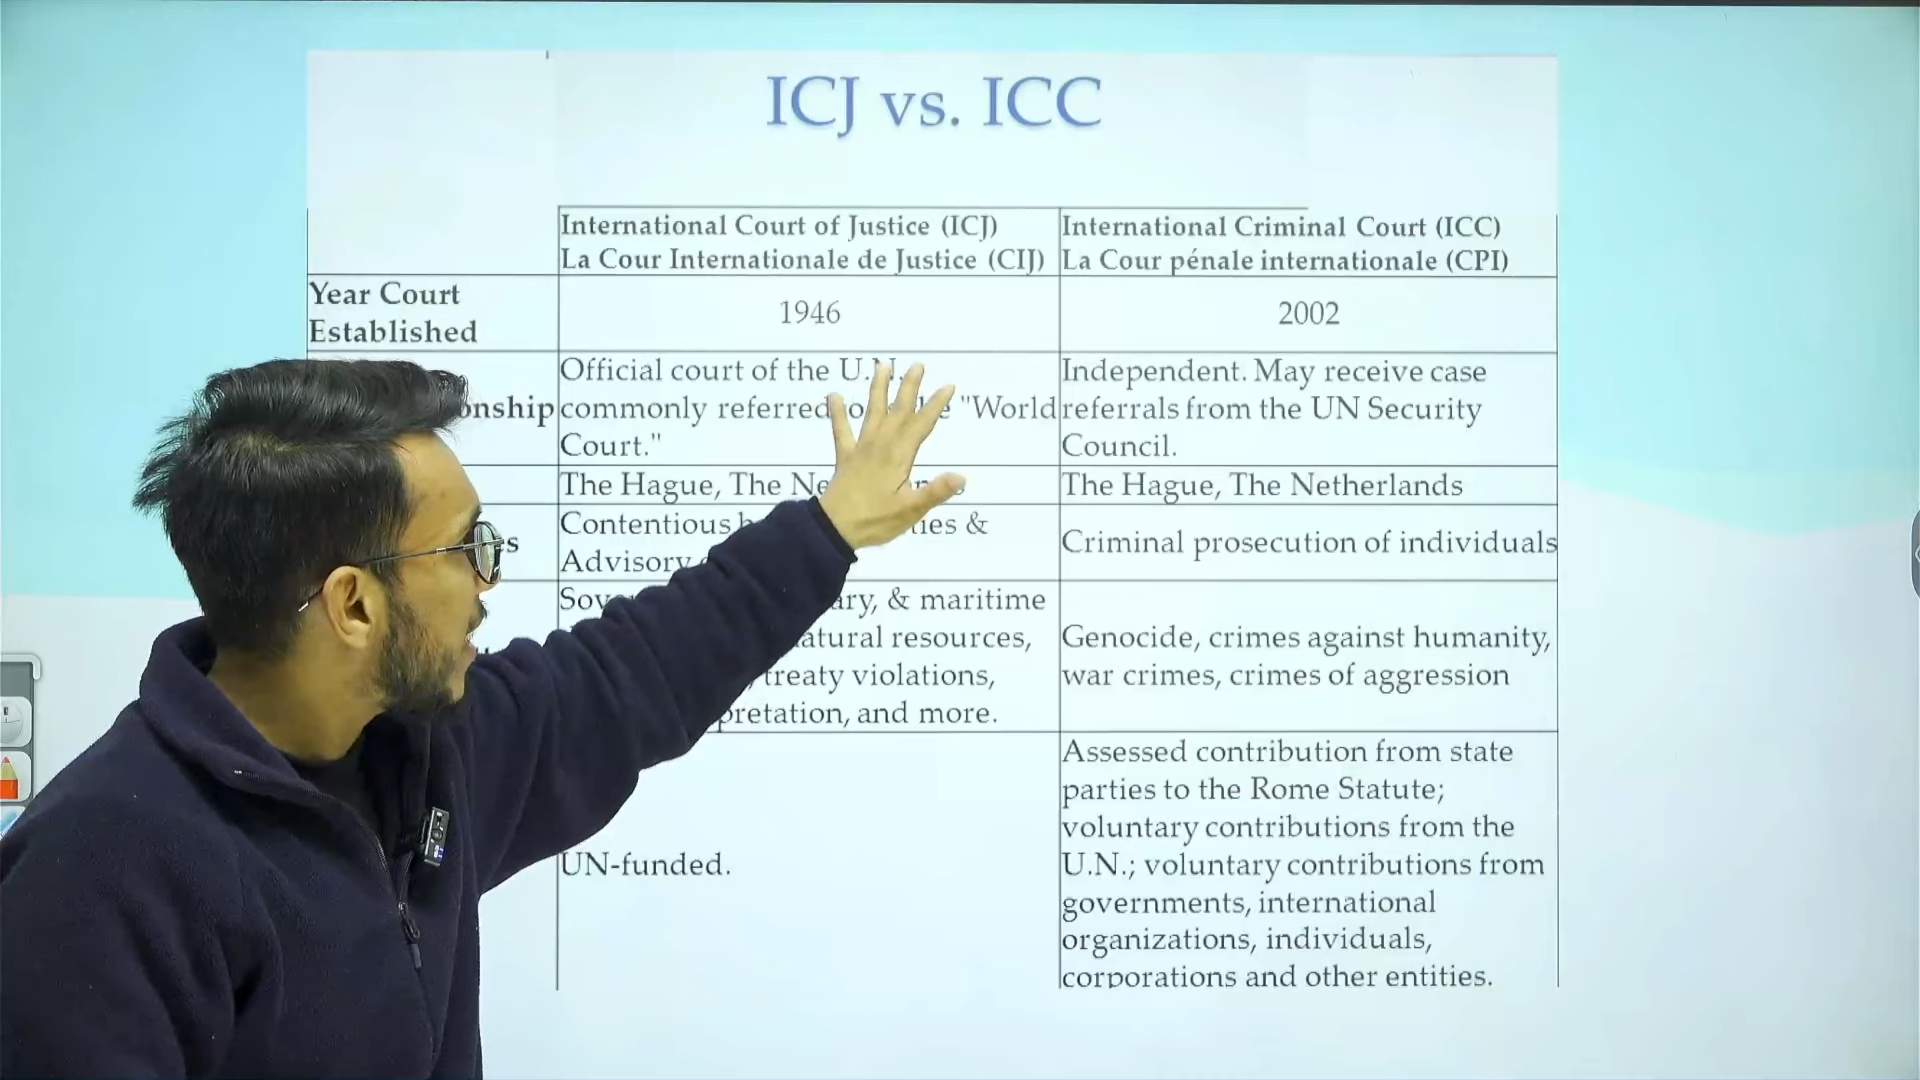 ICJ vs. ICC
International Court of Justice (ICJ)
La Cour Internationale de Justice (CIJ)
International Criminal Court (ICC)
La Cour pénale internationale (CPI)
Year Court
Established
1946
2002
Official court of the U.N.
commonly referred "World
Court."
Independent. May receive case
referrals from the UN Security
Council.
The Hague, The
The Hague, The Netherlands
Contentious &
Advisory
Criminal prosecution of individuals
& maritime
resources,
treaty violations,
and more.
Genocide, crimes against humanity,
war crimes, crimes of aggression
UN-funded.
Assessed contribution from state
parties to the Rome Statute;
voluntary contributions from the
U.N.; voluntary contributions from
governments, international
organizations, individuals,
corporations and other entities.